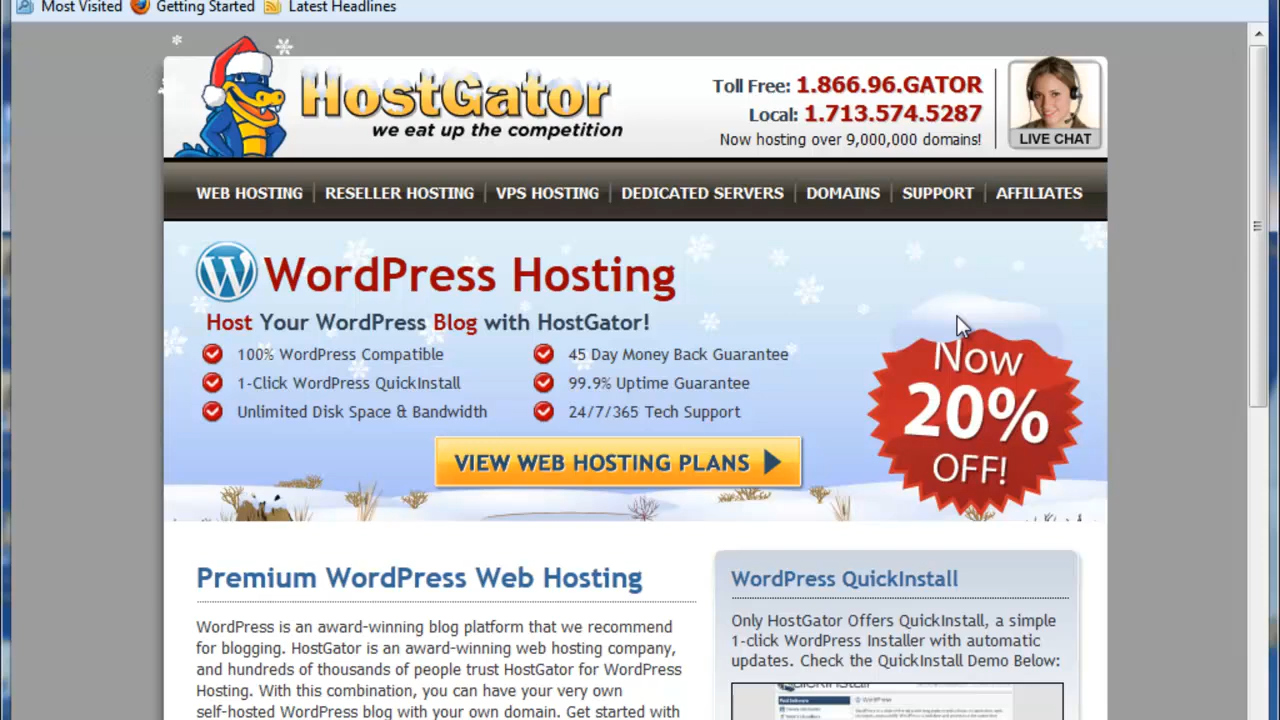 Most Visited Getting Started Latest Headlines
HostGator
we eat up the competition
Toll Free: 1.866.96.GATOR
Local: 1.713.574.5287
Now hosting over 9,000,000 domains!
LIVE CHAT
WEB HOSTING RESELLER HOSTING VPS HOSTING DEDICATED SERVERS DOMAINS SUPPORT AFFILIATES
WordPress Hosting
Host Your WordPress Blog with HostGator!
100% WordPress Compatible
1-Click WordPress QuickInstall
Unlimited Disk Space & Bandwidth
45 Day Money Back Guarantee
99.9% Uptime Guarantee
24/7/365 Tech Support
VIEW WEB HOSTING PLANS
Now
20%
OFF!
Premium WordPress Web Hosting
WordPress is an award-winning blog platform that we recommend
for blogging. HostGator is an award-winning web hosting company,
and hundreds of thousands of people trust HostGator for WordPress
Hosting. With this combination, you can have your very own
self-hosted WordPress blog with your own domain. Get started with
WordPress QuickInstall
Only HostGator Offers QuickInstall, a simple
1-click WordPress Installer with automatic
updates. Check the QuickInstall Demo Below: